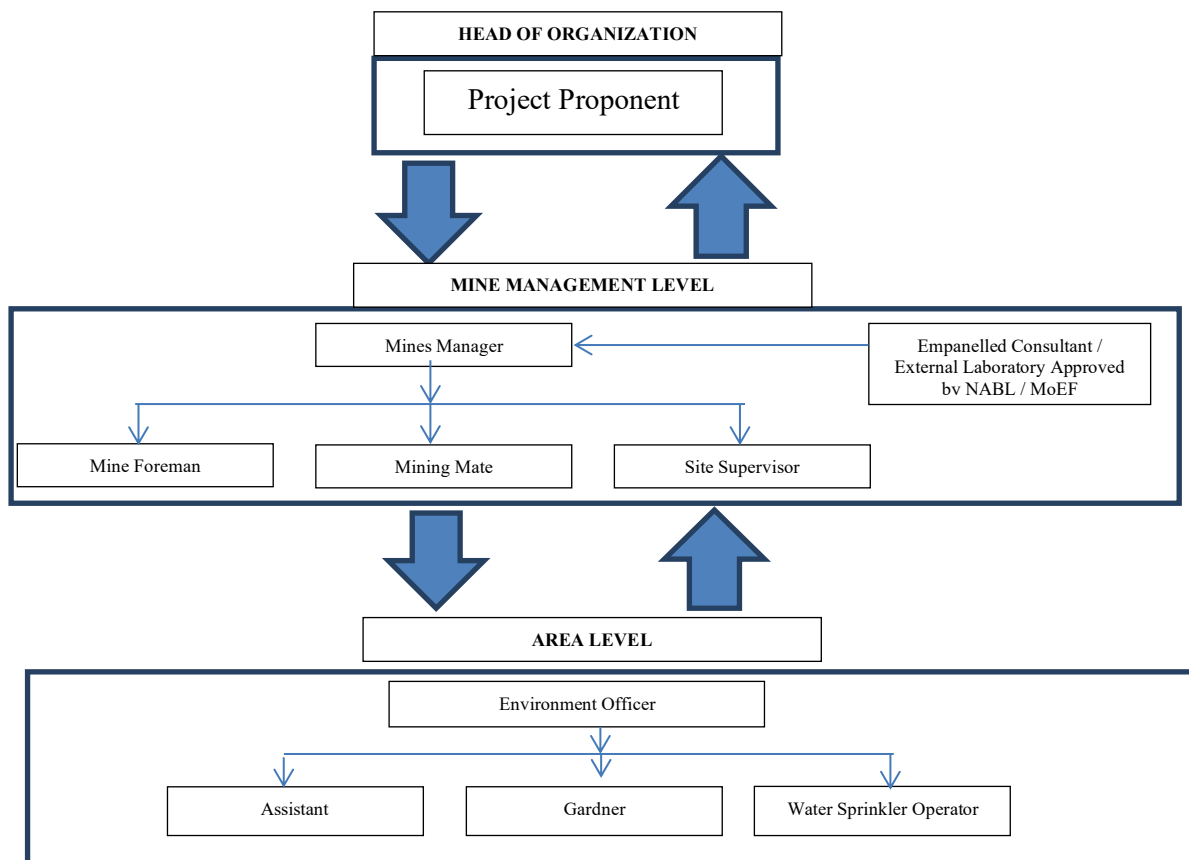 HEAD OF ORGANIZATION
Project Proponent
MINE MANAGEMENT LEVEL
Mines Manager
Empanelled Consultant /
External Laboratory Approved
by NABL / MoEF
Mine Foreman
Mining Mate
Site Supervisor
AREA LEVEL
Environment Officer
Assistant
Gardner
Water Sprinkler Operator